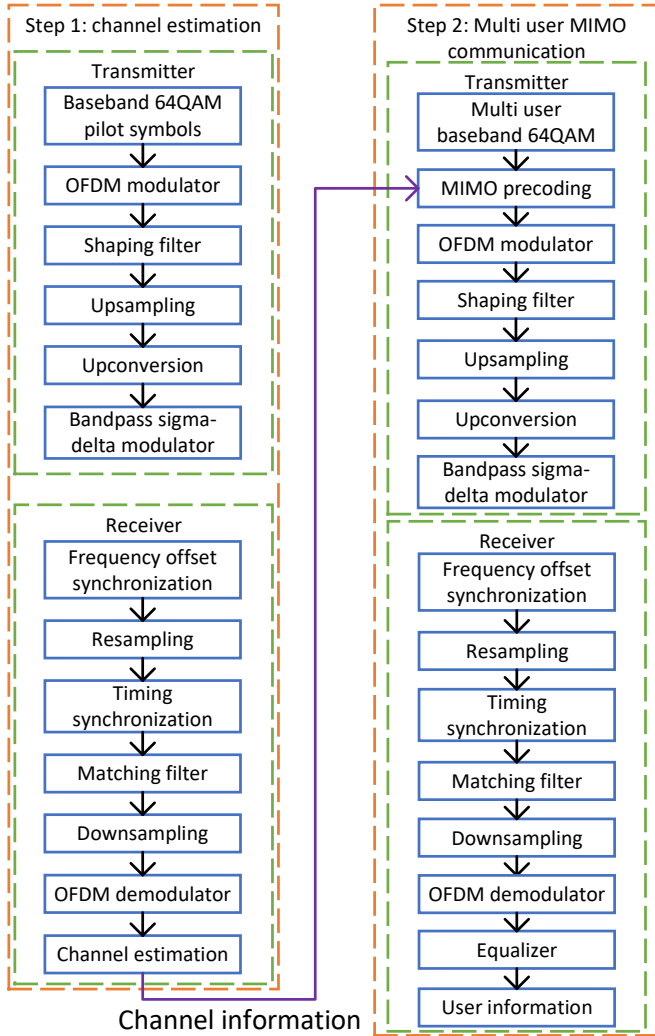 Step 1: channel estimation
Transmitter
Baseband 64QAM
pilot symbols
OFDM modulator
Shaping filter
Upsampling
Upconversion
Bandpass sigma-
delta modulator
Receiver
Frequency offset
synchronization
Resampling
Timing
synchronization
Matching filter
Downsampling
OFDM demodulator
Channel estimation
Channel information
Step 2: Multi user MIMO
communication
Transmitter
Multi user
baseband 64QAM
MIMO precoding
OFDM modulator
Shaping filter
Upsampling
Upconversion
Bandpass sigma-
delta modulator
Receiver
Frequency offset
synchronization
Resampling
Timing
synchronization
Matching filter
Downsampling
OFDM demodulator
Equalizer
User information